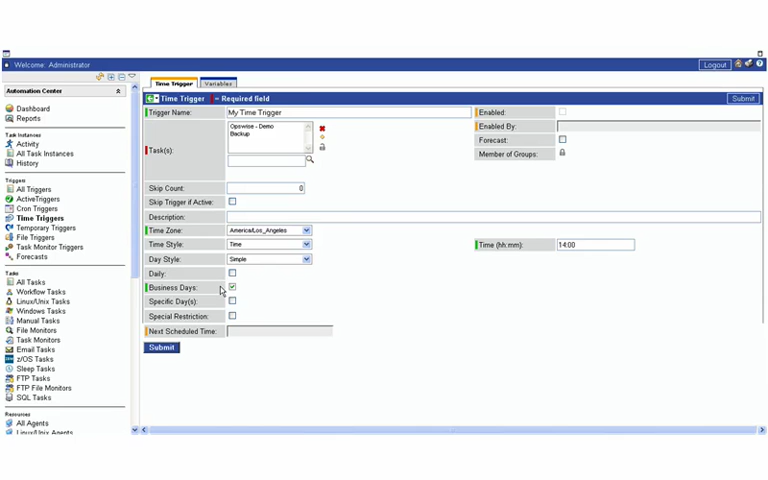 Welcome: Administrator
Logout
Automation Center
Dashboard
Reports
Task Instances
Activity
All Task Instances
History
Triggers
All Triggers
ActiveTriggers
Cron Triggers
Time Triggers
Temporary Triggers
File Triggers
Task Monitor Triggers
Forecasts
Tasks
All Tasks
Workflow Tasks
Linux/Unix Tasks
Windows Tasks
Manual Tasks
File Monitors
Task Monitors
Email Tasks
z/OS Tasks
Sleep Tasks
FTP Tasks
FTP File Monitors
SQL Tasks
Resources
All Agents
Linux/Unix Agents
Time Trigger
Variables
Time Trigger = Required field
Submit
Trigger Name: My Time Trigger
Enabled:
Enabled By:
Task(s):
Opswise - Demo
Backup
Forecast:
Member of Groups:
Skip Count: 0
Skip Trigger if Active:
Description:
Time Zone: America/Los_Angeles
Time Style: Time
Time (hh:mm): 14:00
Day Style: Simple
Daily:
Business Days:
Specific Day(s):
Special Restriction:
Next Scheduled Time:
Submit